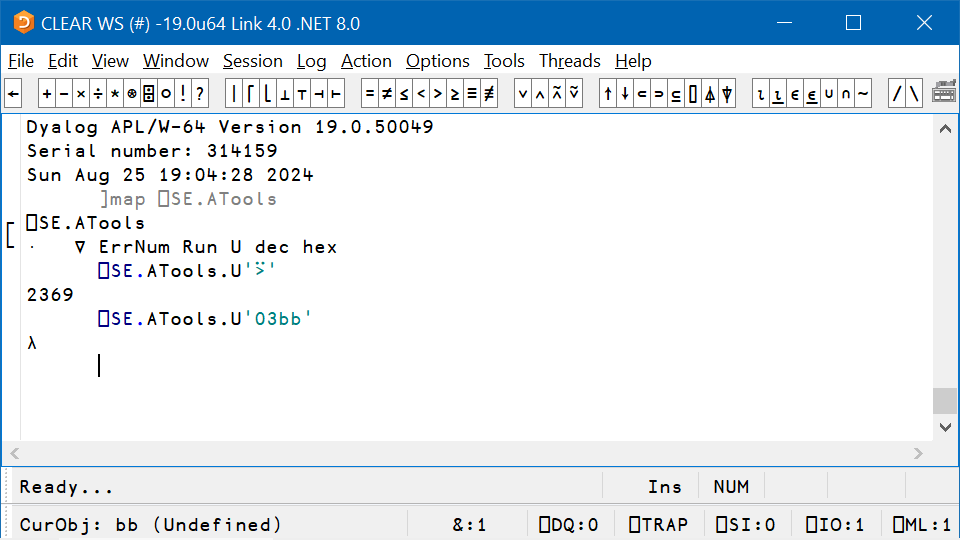 CLEAR WS (#) -19.0u64 Link 4.0 .NET 8.0
File Edit View Window Session Log Action Options Tools Threads Help
← + - × ÷ * ⍟ ⌹ ○ ! ? | ⌈ ⌊ ⊥ ⊤ ⊣ ⊢ = ≠ ≤ < > ≥ ≡ ≢ ∨ ∧ ⍲ ⍱ ↑ ↓ ⊂ ⊃ ⊆ ⌷ ⍋ ⍒ ⍳ ⍸ ∊ ⍷ ∪ ∩ ~ / \
Dyalog APL/W-64 Version 19.0.50049
Serial number: 314159
Sun Aug 25 19:04:28 2024
]map ⎕SE.ATools
⎕SE.ATools
· ∇ ErrNum Run U dec hex
⎕SE.ATools.U'⍩'
2369
⎕SE.ATools.U'03bb'
λ
Ready... Ins NUM
CurObj: bb (Undefined) &:1 ⎕DQ:0 ⎕TRAP ⎕SI:0 ⎕IO:1 ⎕ML:1